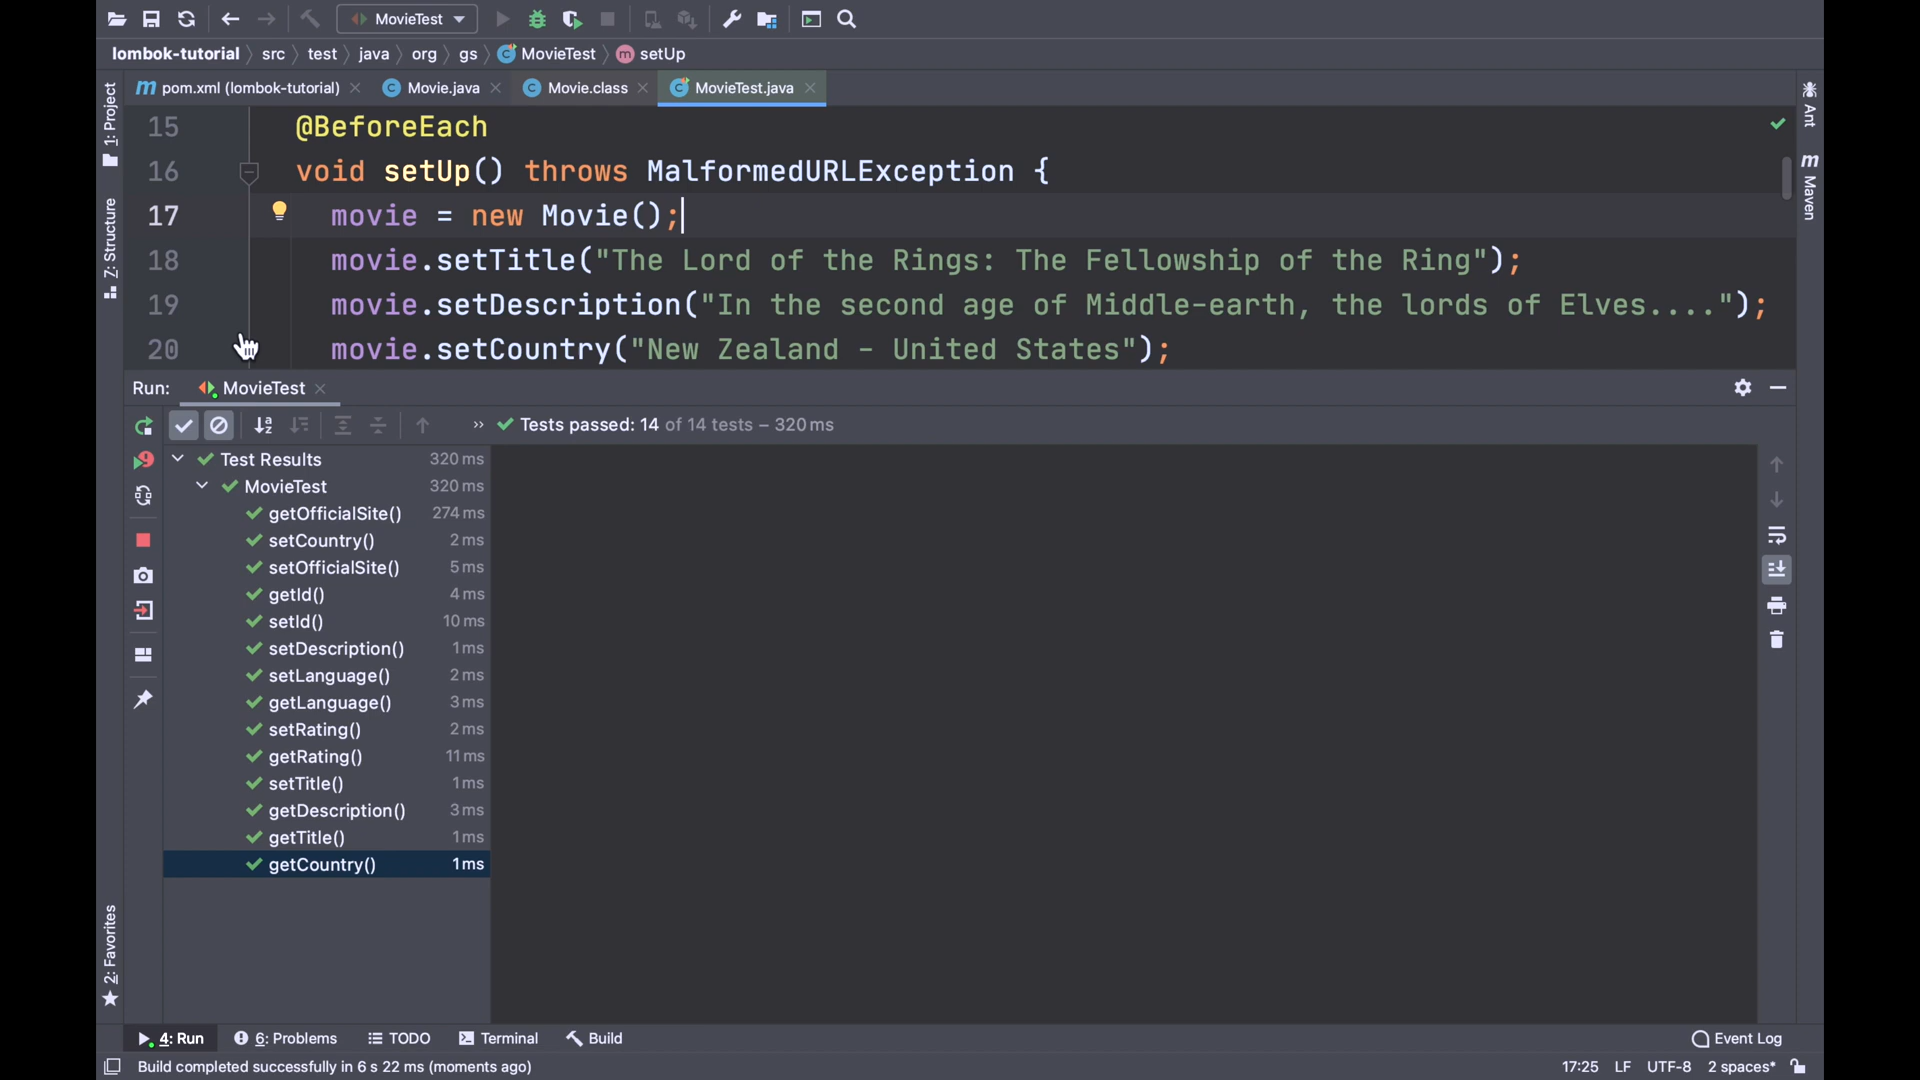 MovieTest
lombok-tutorial src test java org gs MovieTest setUp
pom.xml (lombok-tutorial) Movie.java Movie.class MovieTest.java
1: Project
7: Structure
2: Favorites
Ant
Maven
15 @BeforeEach
16 void setUp() throws MalformedURLException {
17 movie = new Movie();
18 movie.setTitle("The Lord of the Rings: The Fellowship of the Ring");
19 movie.setDescription("In the second age of Middle-earth, the lords of Elves....");
20 movie.setCountry("New Zealand - United States");
Run: MovieTest
» Tests passed: 14 of 14 tests – 320 ms
Test Results 320 ms
MovieTest 320 ms
getOfficialSite() 274 ms
setCountry() 2 ms
setOfficialSite() 5 ms
getId() 4 ms
setId() 10 ms
setDescription() 1 ms
setLanguage() 2 ms
getLanguage() 3 ms
setRating() 2 ms
getRating() 11 ms
setTitle() 1 ms
getDescription() 3 ms
getTitle() 1 ms
getCountry() 1 ms
4: Run 6: Problems TODO Terminal Build Event Log
Build completed successfully in 6 s 22 ms (moments ago) 17:25 LF UTF-8 2 spaces*